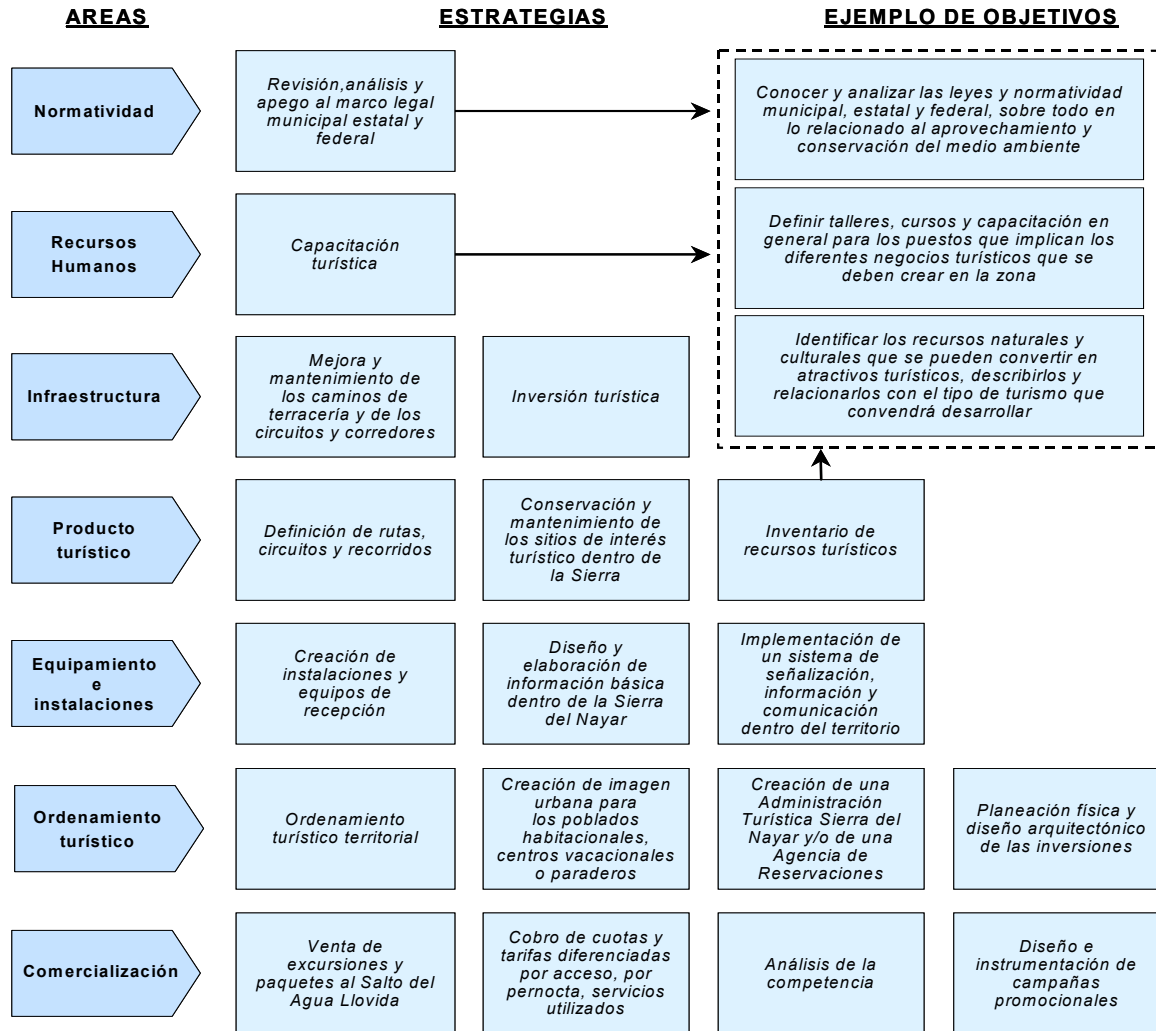 AREAS
ESTRATEGIAS
EJEMPLO DE OBJETIVOS
Normatividad
Revisión,análisis y
apego al marco legal
municipal estatal y
federal
Conocer y analizar las leyes y normatividad
municipal, estatal y federal, sobre todo en
lo relacionado al aprovechamiento y
conservación del medio ambiente
Recursos
Humanos
Capacitación
turística
Definir talleres, cursos y capacitación en
general para los puestos que implican los
diferentes negocios turísticos que se
deben crear en la zona
Infraestructura
Mejora y
mantenimiento de
los caminos de
terracería y de los
circuitos y corredores
Inversión turística
Identificar los recursos naturales y
culturales que se pueden convertir en
atractivos turísticos, describirlos y
relacionarlos con el tipo de turismo que
convendrá desarrollar
Producto
turístico
Definición de rutas,
circuitos y recorridos
Conservación y
mantenimiento de
los sitios de interés
turístico dentro de
la Sierra
Inventario de
recursos turísticos
Equipamiento
e
instalaciones
Creación de
instalaciones y
equipos de
recepción
Diseño y
elaboración de
información básica
dentro de la Sierra
del Nayar
Implementación de
un sistema de
señalización,
información y
comunicación
dentro del territorio
Ordenamiento
turístico
Ordenamiento
turístico territorial
Creación de imagen
urbana para
los poblados
habitacionales,
centros vacacionales
o paraderos
Creación de una
Administración
Turística Sierra del
Nayar y/o de una
Agencia de
Reservaciones
Planeación física y
diseño arquitectónico
de las inversiones
Comercialización
Venta de
excursiones y
paquetes al Salto del
Agua Llovida
Cobro de cuotas y
tarifas diferenciadas
por acceso, por
pernocta, servicios
utilizados
Análisis de la
competencia
Diseño e
instrumentación de
campañas
promocionales